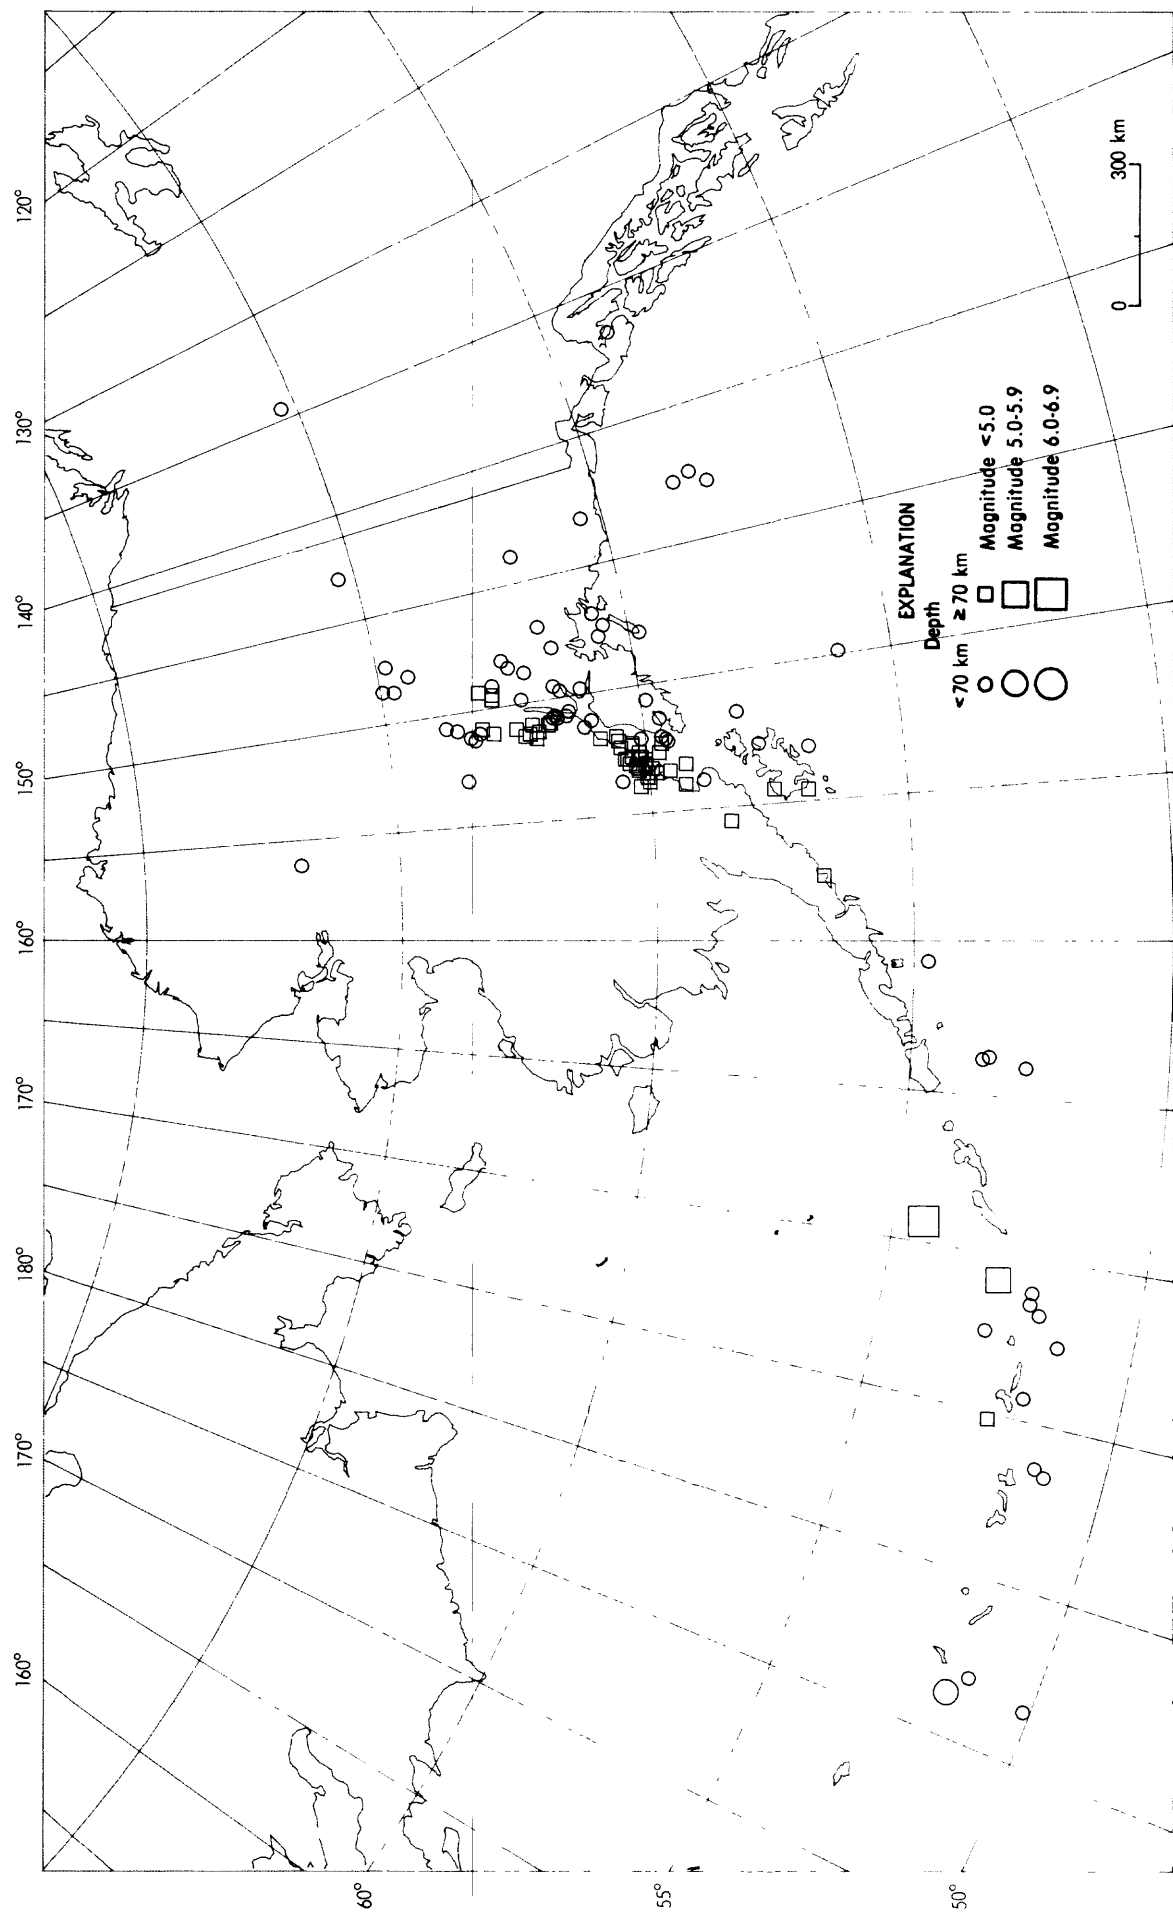 160°
170°
180°
170°
160°
150°
140°
130°
120°
60°
55°
50°
EXPLANATION
Depth
<70 km ≥ 70 km
Magnitude <5.0
Magnitude 5.0-5.9
Magnitude 6.0-6.9
0 300 km